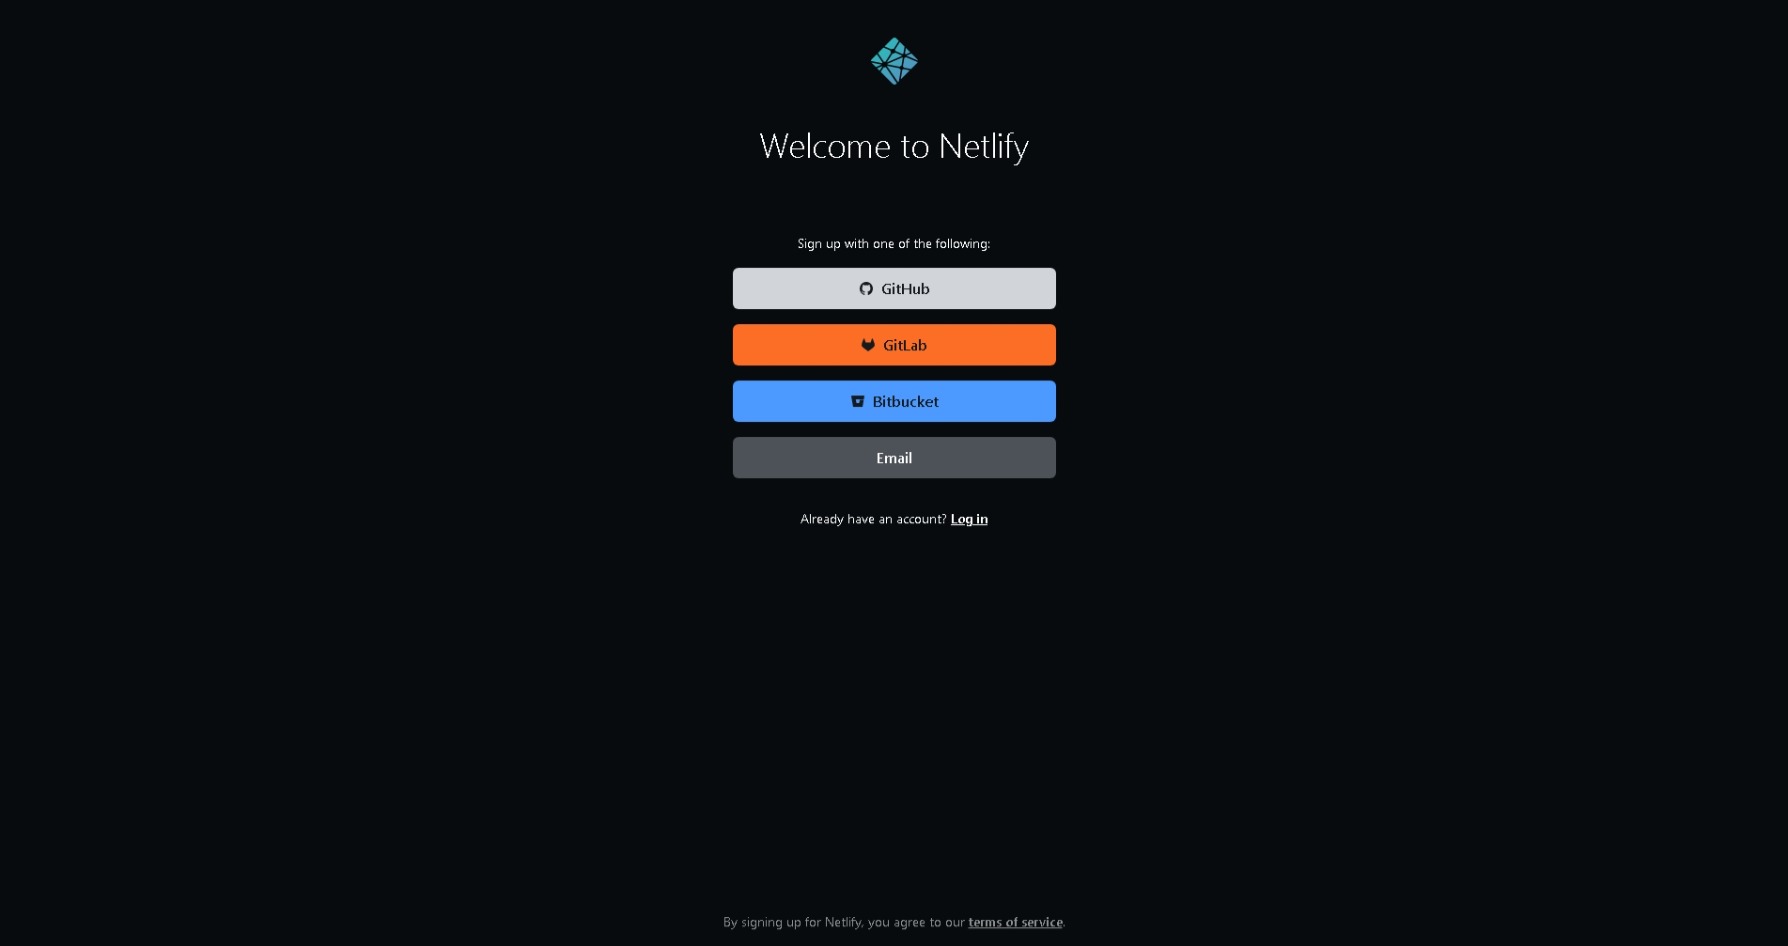 Welcome to Netlify
Sign up with one of the following:
GitHub
GitLab
Bitbucket
Email
Already have an account? Log in
By signing up for Netlify, you agree to our terms of service.